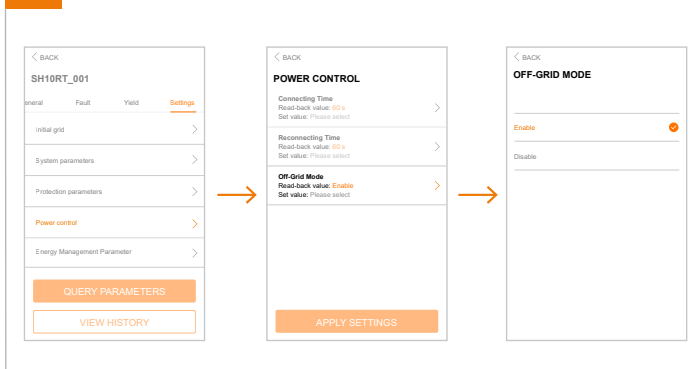 BACK
SH10RT_001
eneral Fault Yield Settings
Initial grid
System parameters
Protection parameters
Power control
Energy Management Parameter
QUERY PARAMETERS
VIEW HISTORY
BACK
POWER CONTROL
Connecting Time
Read-back value: 60 s
Set value: Please select
Reconnecting Time
Read-back value: 60 s
Set value: Please select
Off-Grid Mode
Read-back value: Enable
Set value: Please select
APPLY SETTINGS
BACK
OFF-GRID MODE
Enable
Disable